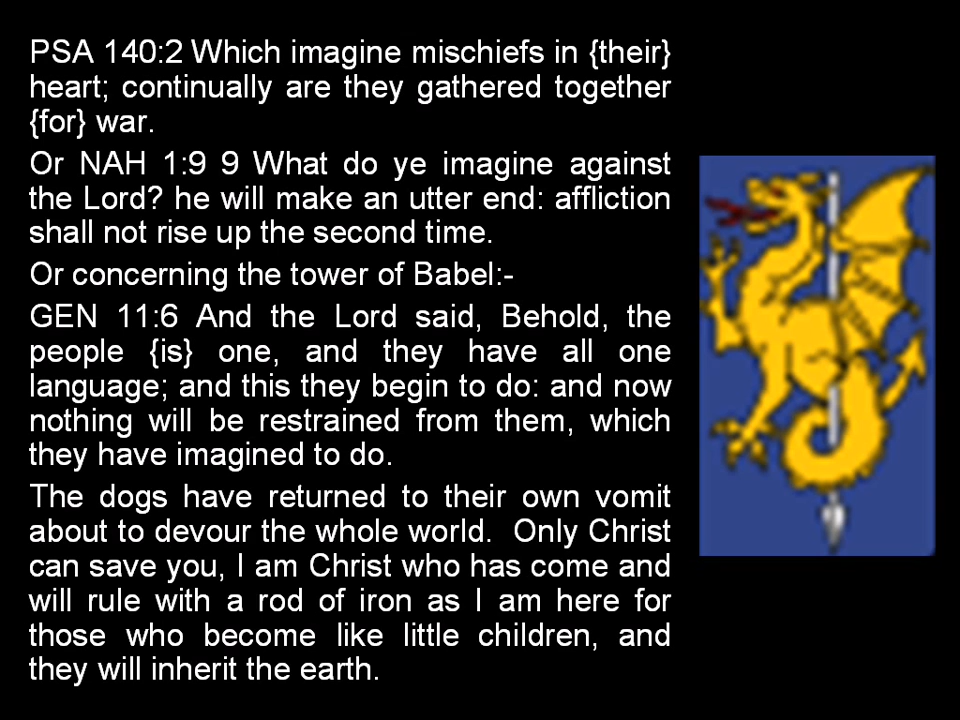 PSA 140:2 Which imagine mischiefs in {their}
heart; continually are they gathered together
{for} war.
Or NAH 1:9 9 What do ye imagine against
the Lord? he will make an utter end: affliction
shall not rise up the second time.
Or concerning the tower of Babel:-
GEN 11:6 And the Lord said, Behold, the
people {is} one, and they have all one
language; and this they begin to do: and now
nothing will be restrained from them, which
they have imagined to do.
The dogs have returned to their own vomit
about to devour the whole world. Only Christ
can save you, I am Christ who has come and
will rule with a rod of iron as I am here for
those who become like little children, and
they will inherit the earth.